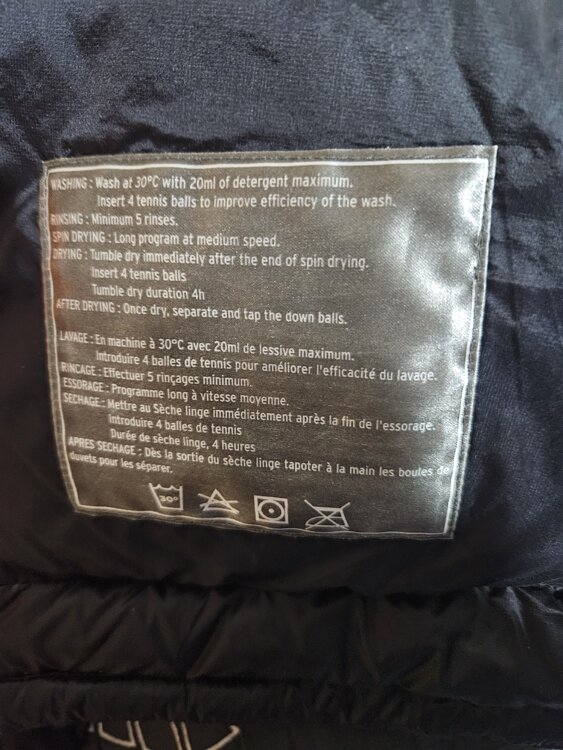 WASHING : Wash at 30°C with 20ml of detergent maximum.
Insert 4 tennis balls to improve efficiency of the wash.
RINSING : Minimum 5 rinses.
SPIN DRYING : Long program at medium speed.
DRYING : Tumble dry immediately after the end of spin drying.
Insert 4 tennis balls
Tumble dry duration 4h
AFTER DRYING : Once dry, separate and tap the down balls.
LAVAGE : En machine à 30°C avec 20ml de lessive maximum.
Introduire 4 balles de tennis pour améliorer l'efficacité du lavage.
RINCAGE : Effectuer 5 rinçages minimum.
ESSORAGE : Programme long à vitesse moyenne.
SECHAGE : Mettre au Sèche linge immédiatement après la fin de l'essorage.
Introduire 4 balles de tennis
Durée de sèche linge, 4 heures
APRES SECHAGE : Dès la sortie du sèche linge tapoter à la main les boules de
duvets pour les séparer.
30°